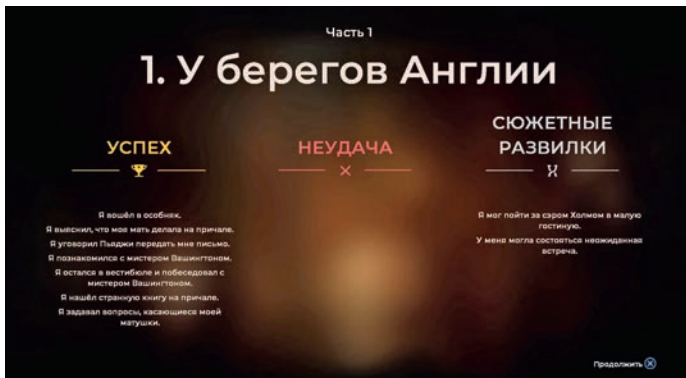 Часть 1
1. У берегов Англии
УСПЕХ
Я вошёл в особняк.
Я выяснил, что моя мать делала на причале.
Я уговорил Пьяджи передать мне письмо.
Я познакомился с мистером Вашингтоном.
Я остался в вестибюле и побеседовал с
мистером Вашингтоном.
Я нашёл странную книгу на причале.
Я задавал вопросы, касающиеся моей
матушки.
НЕУДАЧА
СЮЖЕТНЫЕ
РАЗВИЛКИ
Я мог пойти за сэром Холмом в малую
гостиную.
У меня могла состояться неожиданная
встреча.
Продолжить